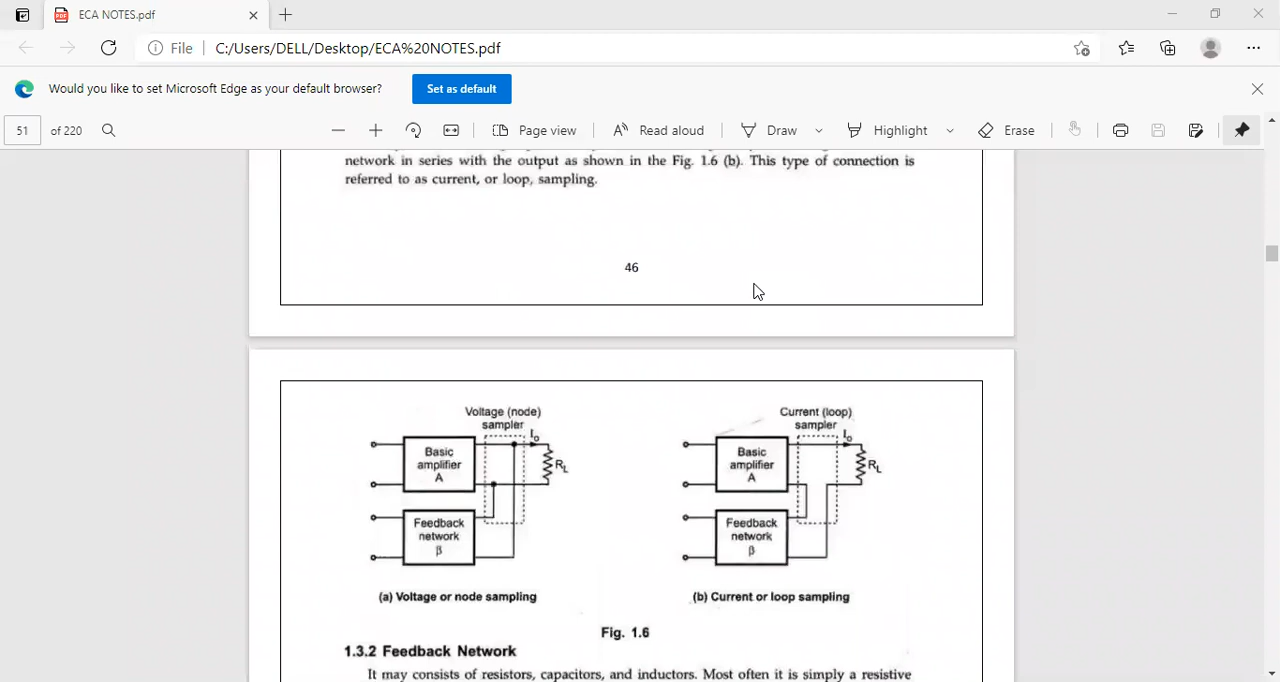 ECA NOTES.pdf
File
C:/Users/DELL/Desktop/ECA%20NOTES.pdf
Would you like to set Microsoft Edge as your default browser?
Set as default
51 of 220
Page view
Read aloud
Draw
Highlight
Erase
network in series with the output as shown in the Fig. 1.6 (b). This type of connection is
referred to as current, or loop, sampling.
46
Voltage (node)
sampler
Io
Basic
amplifier
A
RL
Feedback
network
β
(a) Voltage or node sampling
Current (loop)
sampler
Io
Basic
amplifier
A
RL
Feedback
network
β
(b) Current or loop sampling
Fig. 1.6
1.3.2 Feedback Network
It may consists of resistors, capacitors, and inductors. Most often it is simply a resistive